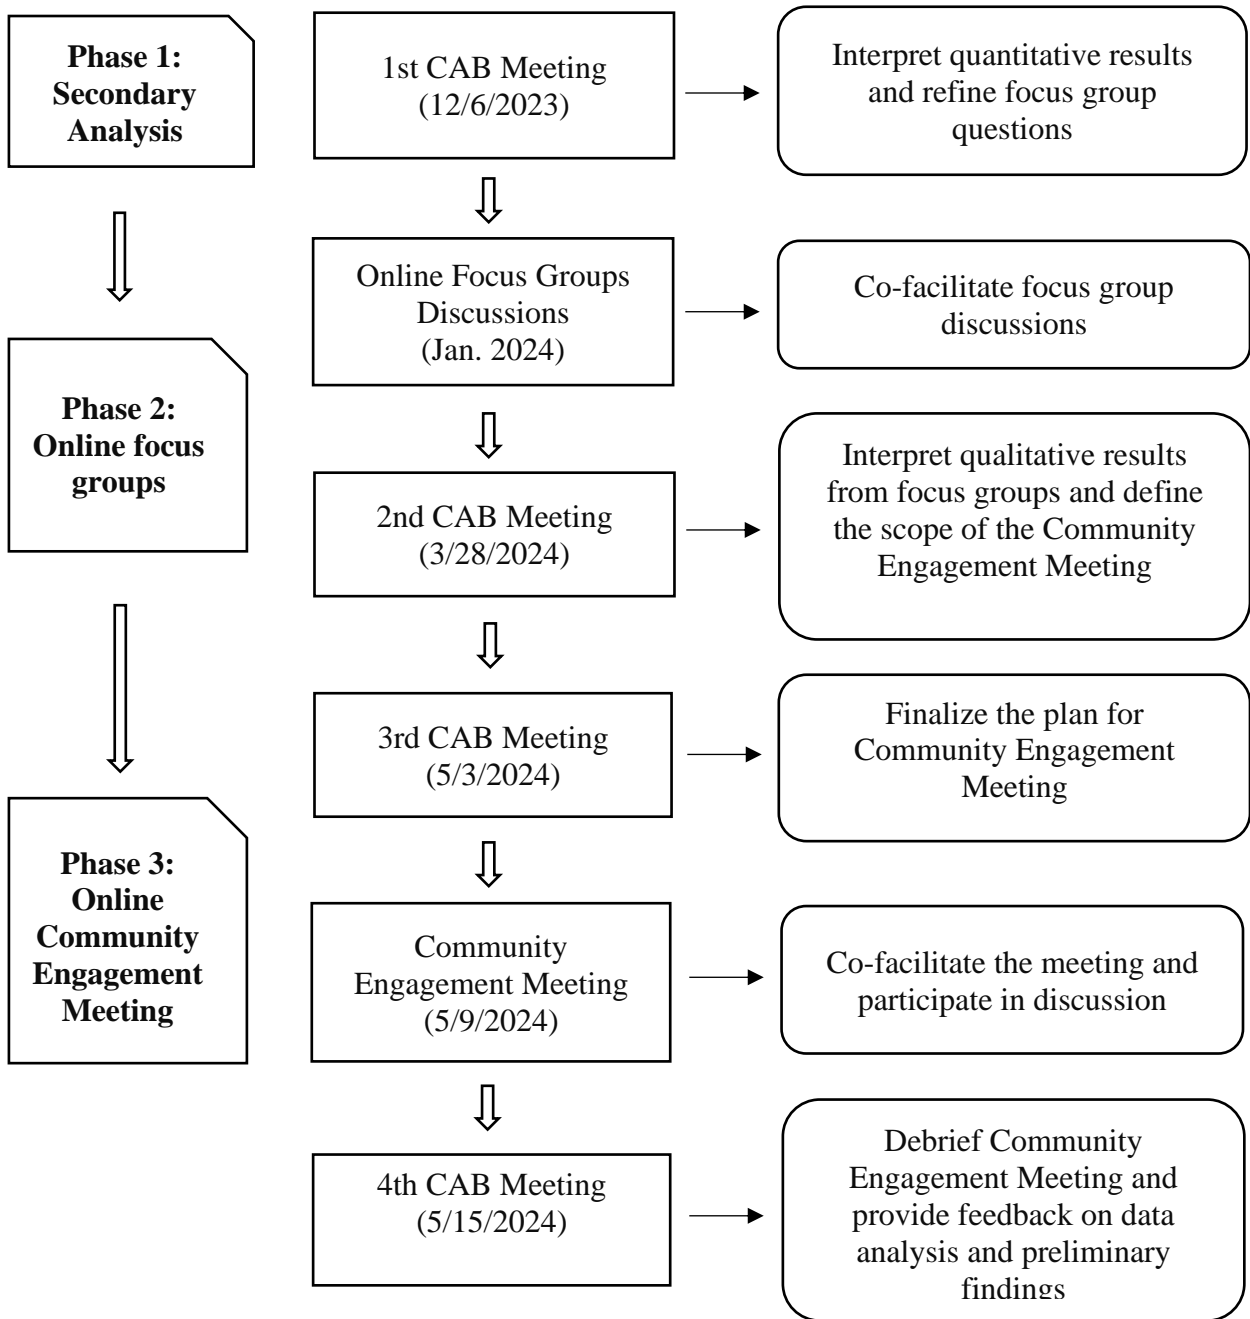 Phase 1:
Secondary
Analysis
1st CAB Meeting
(12/6/2023)
Interpret quantitative results
and refine focus group
questions
Online Focus Groups
Discussions
(Jan. 2024)
Co-facilitate focus group
discussions
Phase 2:
Online focus
groups
2nd CAB Meeting
(3/28/2024)
Interpret qualitative results
from focus groups and define
the scope of the Community
Engagement Meeting
3rd CAB Meeting
(5/3/2024)
Finalize the plan for
Community Engagement
Meeting
Phase 3:
Online
Community
Engagement
Meeting
Community
Engagement Meeting
(5/9/2024)
Co-facilitate the meeting and
participate in discussion
4th CAB Meeting
(5/15/2024)
Debrief Community
Engagement Meeting and
provide feedback on data
analysis and preliminary
findings